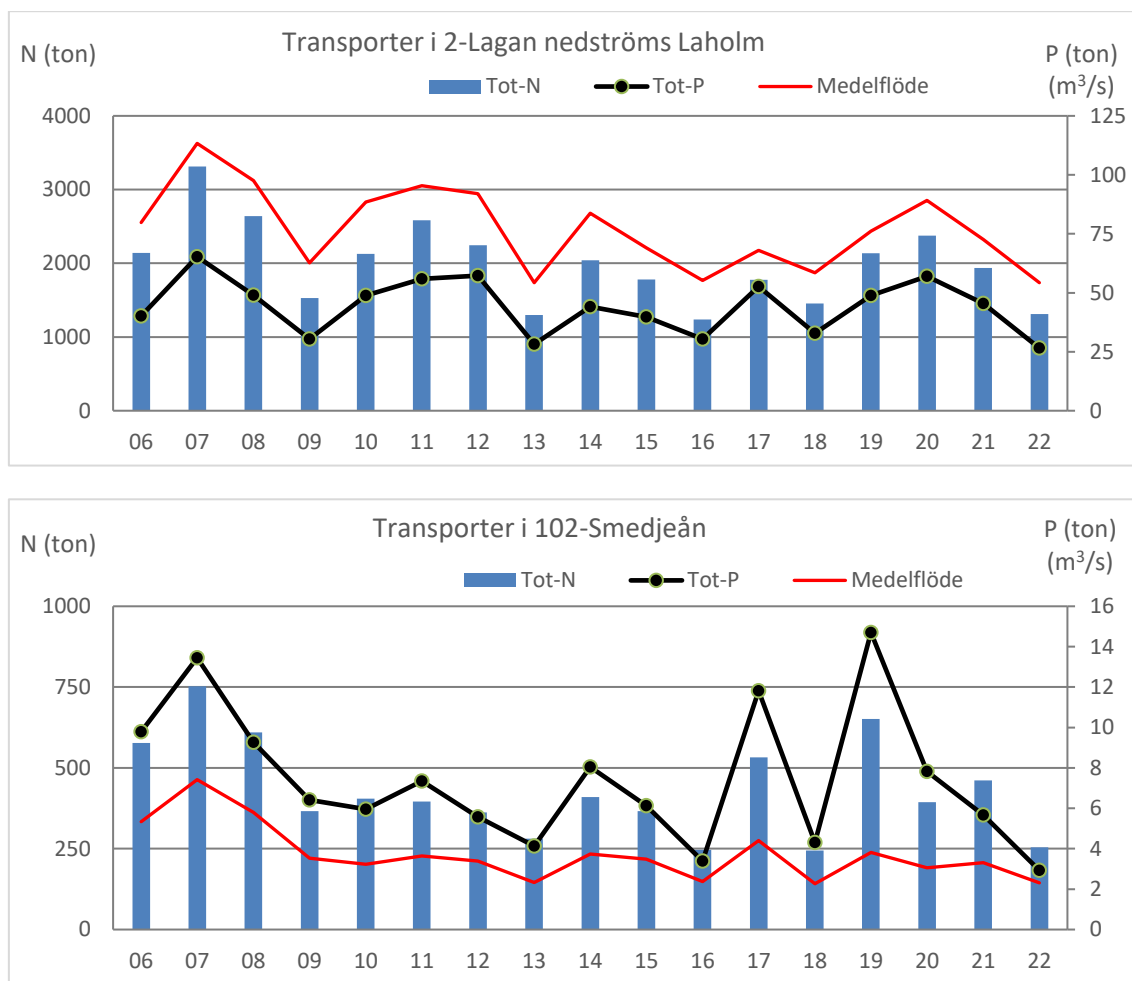 Transporter i 2-Lagan nedströms Laholm
N (ton)
P (ton)
(m³/s)
Tot-N Tot-P Medelflöde
4000 125
100
3000
75
2000
50
1000
25
0 0
06 07 08 09 10 11 12 13 14 15 16 17 18 19 20 21 22
Transporter i 102-Smedjeån
N (ton)
P (ton)
(m³/s)
Tot-N Tot-P Medelflöde
1000 16
14
750 12
10
500 8
6
250 4
2
0 0
06 07 08 09 10 11 12 13 14 15 16 17 18 19 20 21 22